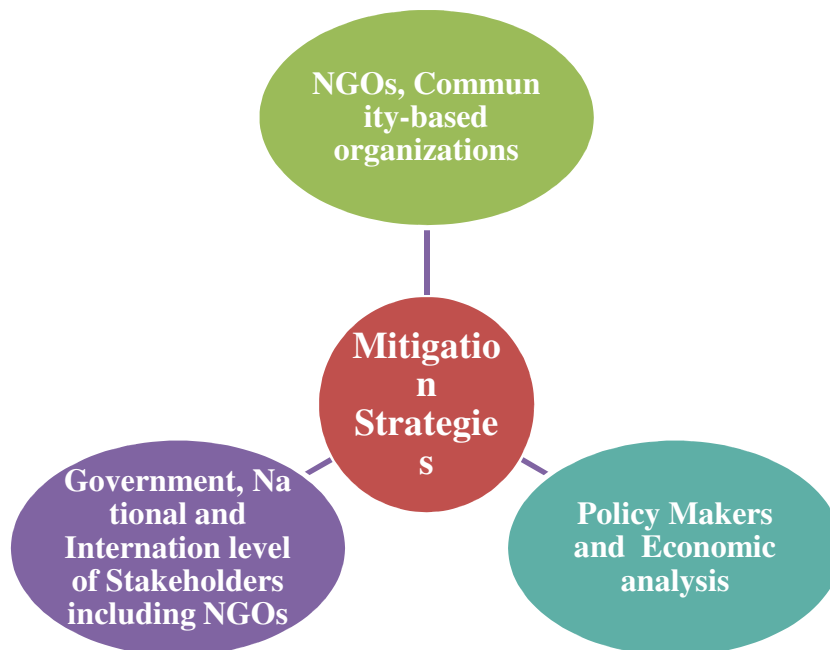 NGOs, Commun
ity-based
organizations
Mitigatio
n
Strategie
s
Government, Na
tional and
Internation level
of Stakeholders
including NGOs
Policy Makers
and Economic
analysis